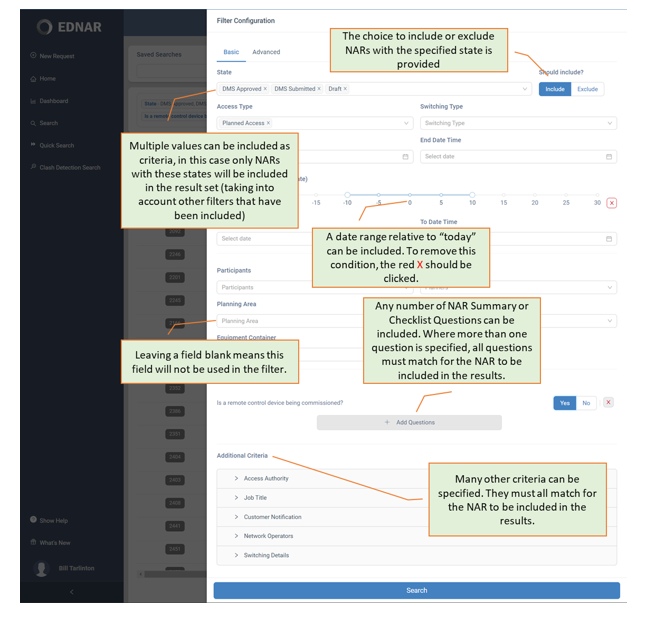 EDNAR
New Request
Home
Dashboard
Search
Quick Search
Clash Detection Search
Show Help
What's New
Bill Tarlinton
Saved Searches
Filter Configuration
Basic
Advanced
The choice to include or exclude
NARs with the specified state is
provided
State
Should include?
DMS Approved ×
DMS Submitted ×
Draft ×
Include
Exclude
Access Type
Switching Type
Planned Access ×
Switching Type
Multiple values can be included as
criteria, in this case only NARs
with these states will be included
in the result set (taking into
account other filters that have
been included)
End Date Time
Select date
-15 -10 -5 0 5 10 15 20 25 30
To Date Time
Select date
A date range relative to “today”
can be included. To remove this
condition, the red X should be
clicked.
Participants
Participants
Planning Area
Planning Area
Equipment Container
Any number of NAR Summary or
Checklist Questions can be
included. Where more than one
question is specified, all questions
must match for the NAR to be
included in the results.
Leaving a field blank means this
field will not be used in the filter.
Is a remote control device being commissioned?
Yes
No
+ Add Questions
Additional Criteria
Access Authority
Job Title
Customer Notification
Network Operators
Switching Details
Many other criteria can be
specified. They must all match for
the NAR to be included in the
results.
Search